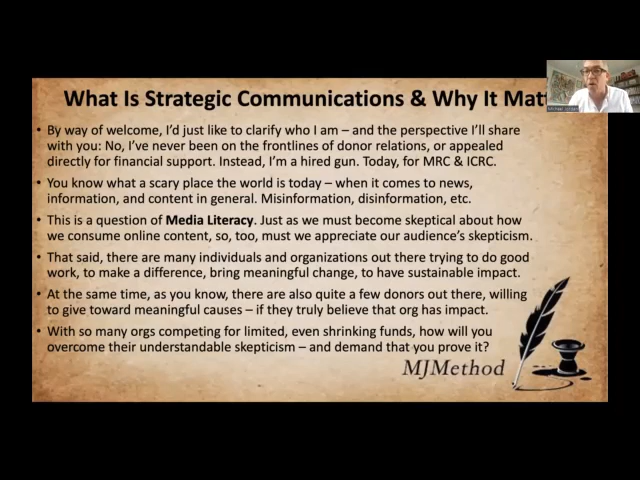 What Is Strategic Communications & Why It Matt
• By way of welcome, I'd just like to clarify who I am – and the perspective I'll share
with you: No, I've never been on the frontlines of donor relations, or appealed
directly for financial support. Instead, I'm a hired gun. Today, for MRC & ICRC.
• You know what a scary place the world is today – when it comes to news,
information, and content in general. Misinformation, disinformation, etc.
• This is a question of Media Literacy. Just as we must become skeptical about how
we consume online content, so, too, must we appreciate our audience's skepticism.
• That said, there are many individuals and organizations out there trying to do good
work, to make a difference, bring meaningful change, to have sustainable impact.
• At the same time, as you know, there are also quite a few donors out there, willing
to give toward meaningful causes – if they truly believe that org has impact.
• With so many orgs competing for limited, even shrinking funds, how will you
overcome their understandable skepticism – and demand that you prove it?
MJMethod